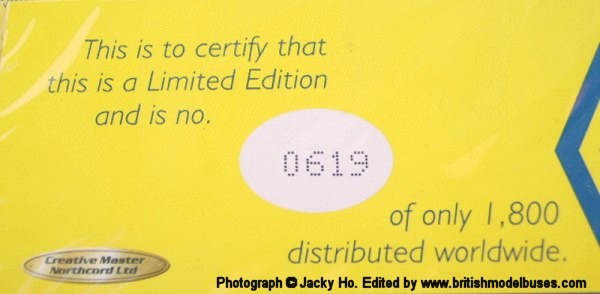 This is to certify that
this is a Limited Edition
and is no.
0619
of only 1,800
distributed worldwide.
Creative Master
Northcord Ltd
Photograph © Jacky Ho. Edited by www.britishmodelbuses.com